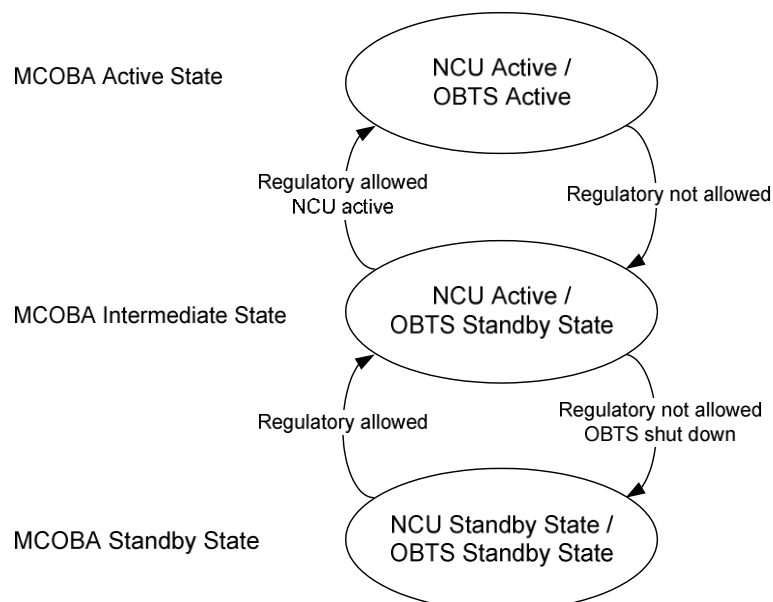 MCOBA Active State
NCU Active /
OBTS Active
Regulatory allowed
NCU active
Regulatory not allowed
MCOBA Intermediate State
NCU Active /
OBTS Standby State
Regulatory allowed
Regulatory not allowed
OBTS shut down
MCOBA Standby State
NCU Standby State /
OBTS Standby State